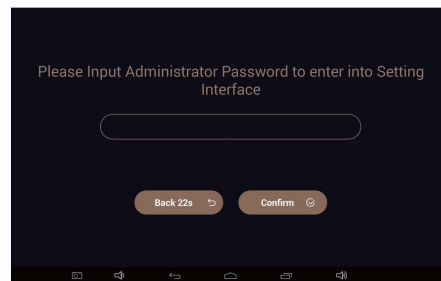 Please Input Administrator Password to enter into Setting
Interface
Back 22s
Confirm